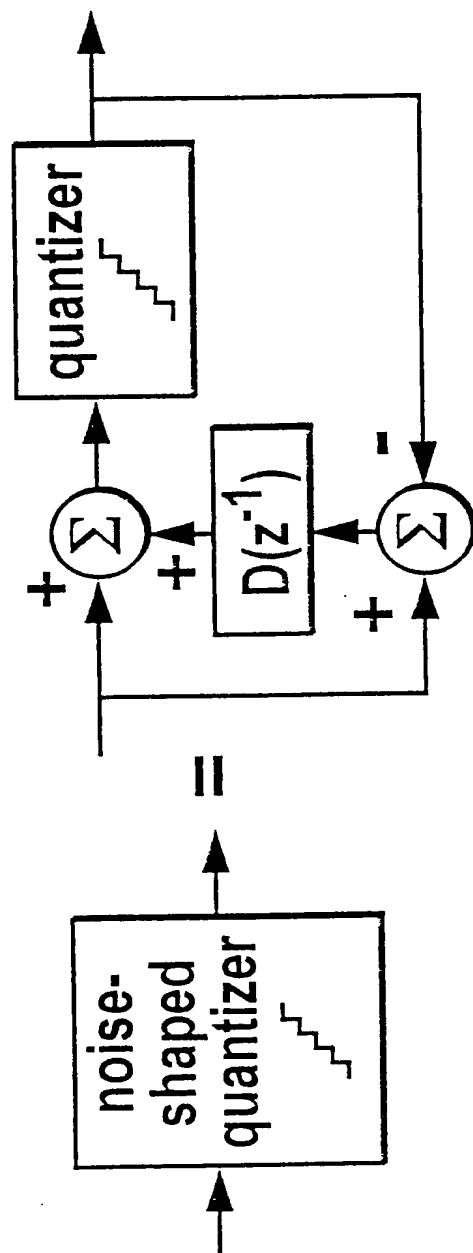 noise-
shaped
quantizer
=
+
Σ
+
quantizer
D(z⁻¹)
+
Σ
-